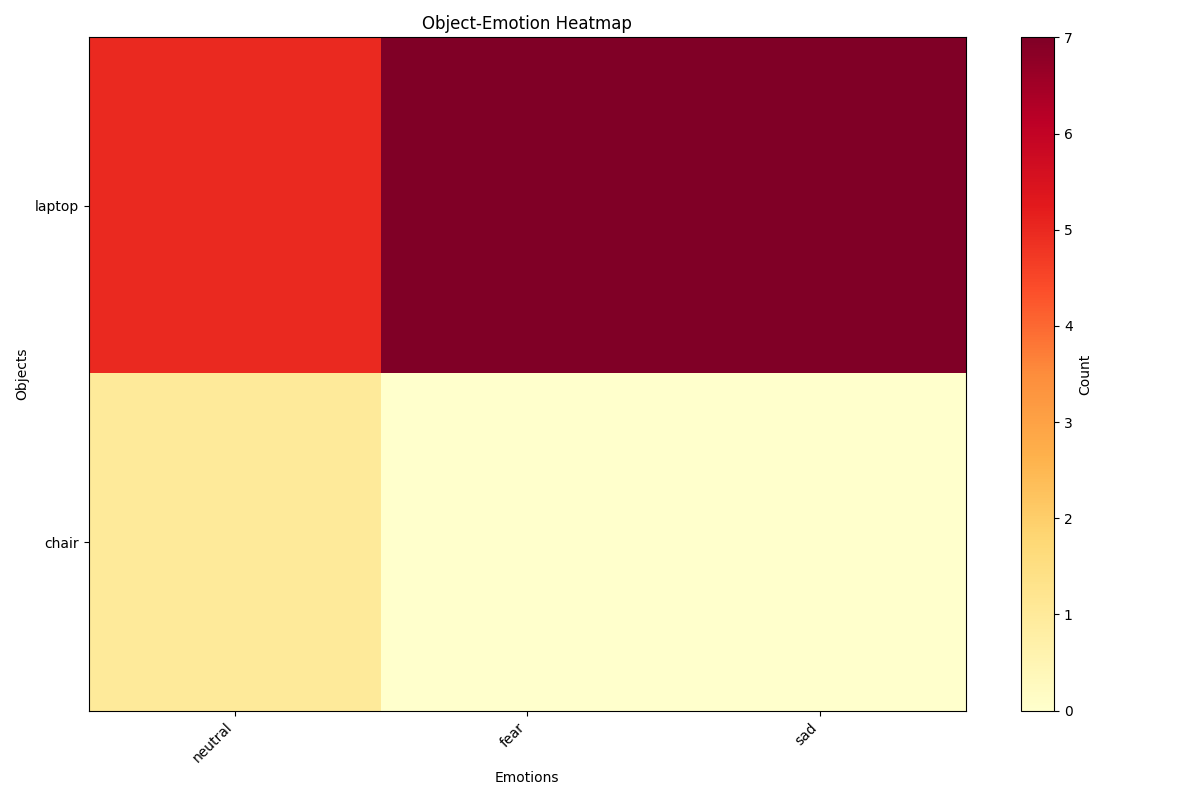 Object-Emotion Heatmap
laptop
chair
Objects
neutral
fear
sad
Emotions
7
6
5
4
3
2
1
0
Count